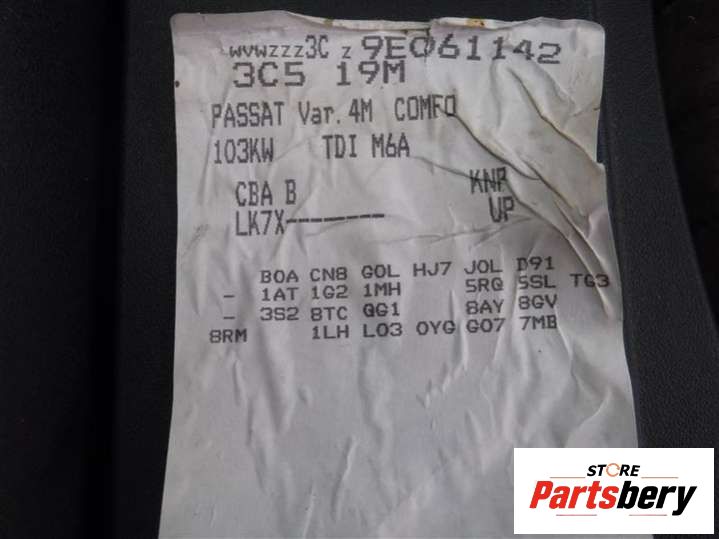 WVWZZZ3C Z 9E061142
3C5 19M
PASSAT Var. 4M COMFO
103KW TDI M6A
CBA B KNP
LK7X-------- UP
B0A CN8 G0L HJ7 J0L D91
- 1AT 1G2 1MH 5RQ 5SL TG3
- 3S2 8TC QG1 8AY 8GV
8RM 1LH L03 0YG G07 7MB
STORE
Partsbery